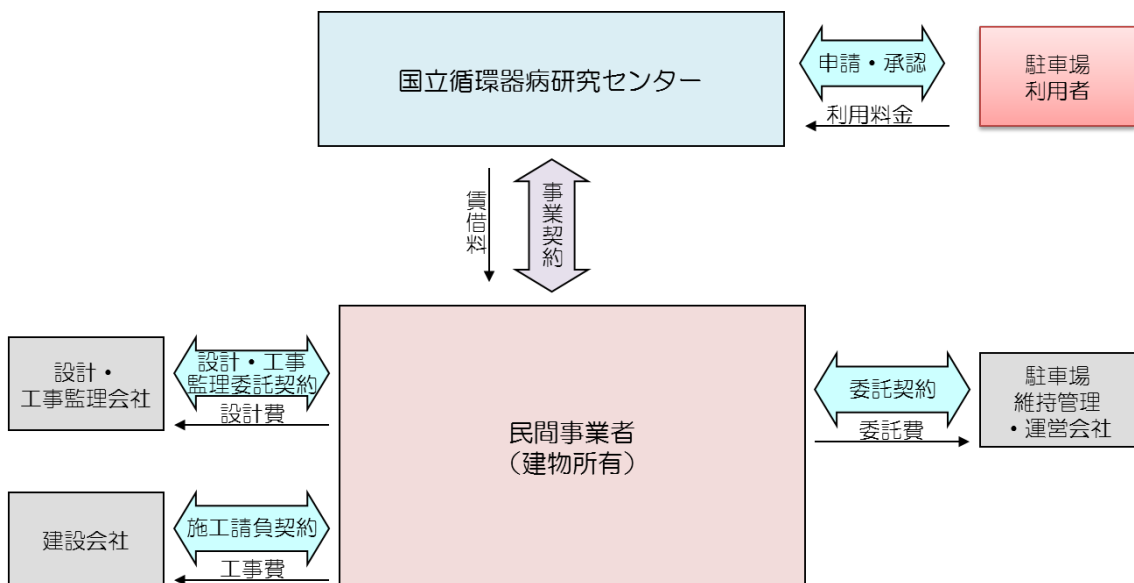 国立循環器病研究センター
申請・承認
利用料金
駐車場
利用者
賃借料
事業契約
設計・
工事監理会社
設計・工事
監理委託契約
設計費
民間事業者
（建物所有）
委託契約
委託費
駐車場
維持管理
・運営会社
建設会社
施工請負契約
工事費